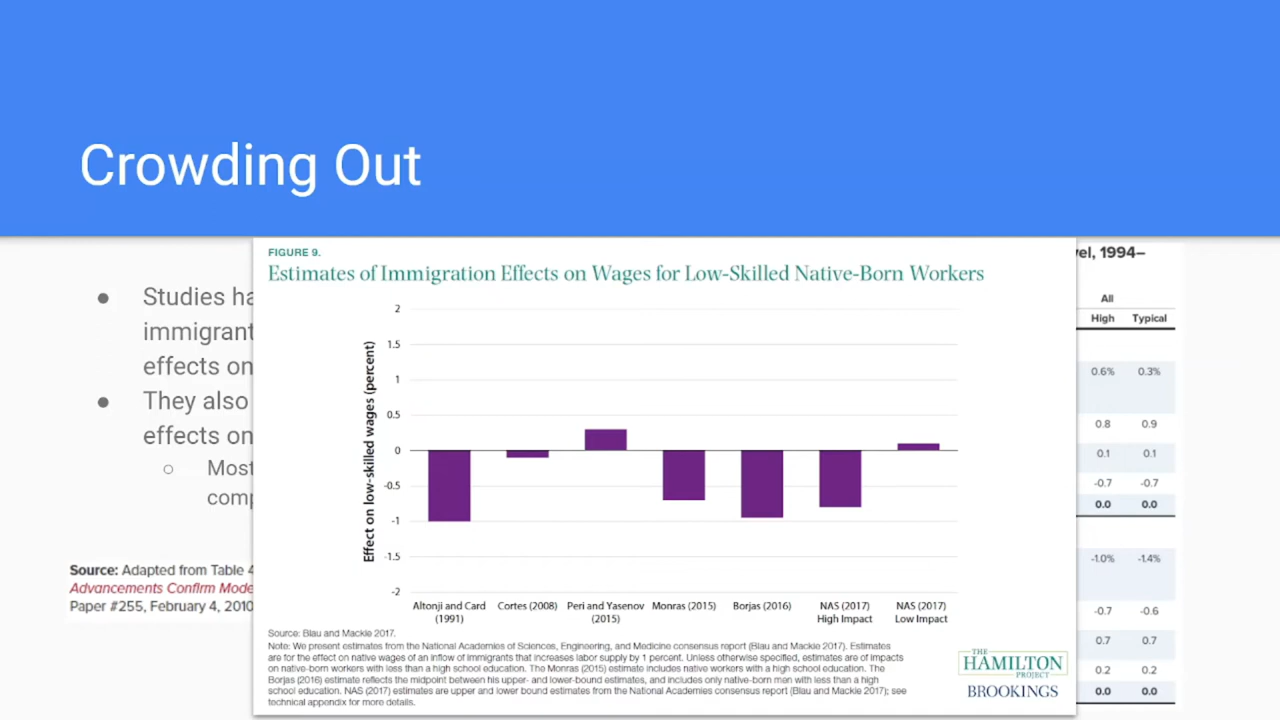 Crowding Out
Studies ha
immigrant
effects on
They also
effects on
Most
comp
Source: Adapted from Table 4
Advancements Confirm Mode
Paper #255, February 4, 2010
FIGURE 9.
Estimates of Immigration Effects on Wages for Low-Skilled Native-Born Workers
Effect on low-skilled wages (percent)
2
1.5
1
0.5
0
-0.5
-1
-1.5
-2
Altonji and Card Cortes (2008) Peri and Yasenov Monras (2015) Borjas (2016) NAS (2017) NAS (2017)
(1991) (2015) High Impact Low Impact
Source: Blau and Mackie 2017.
Note: We present estimates from the National Academies of Sciences, Engineering, and Medicine consensus report (Blau and Mackie 2017). Estimates
are for the effect on native wages of an inflow of immigrants that increases labor supply by 1 percent. Unless otherwise specified, estimates are of impacts
on native-born workers with less than a high school education. The Monras (2015) estimate includes native workers with a high school education. The
Borjas (2016) estimate reflects the midpoint between his upper- and lower-bound estimates, and includes only native-born men with less than a high
school education. NAS (2017) estimates are upper and lower bound estimates from the National Academies consensus report (Blau and Mackie 2017); see
technical appendix for more details.
THE
HAMILTON
PROJECT
BROOKINGS
vel, 1994–
All
High Typical
0.6% 0.3%
0.8 0.9
0.1 0.1
-0.7 -0.7
0.0 0.0
-1.0% -1.4%
-0.7 -0.6
0.7 0.7
0.2 0.2
0.0 0.0